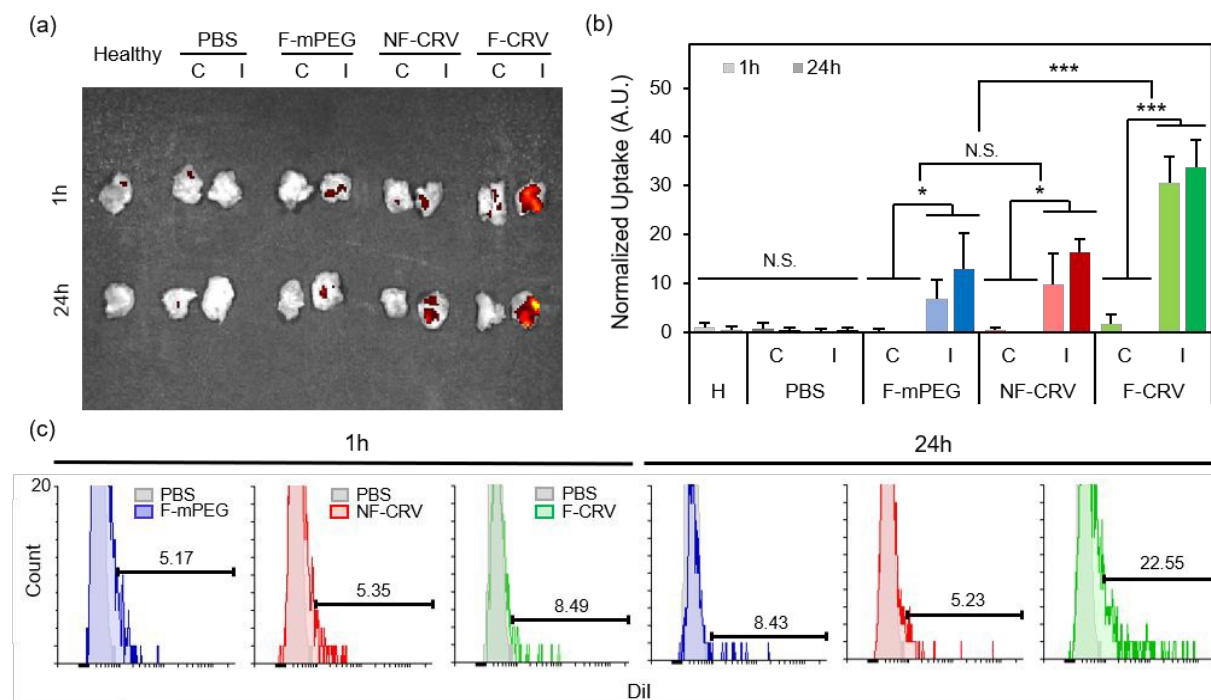 (a)
Healthy PBS F-mPEG NF-CRV F-CRV
C I C I C I C I
1h
24h
(b)
1h 24h
Normalized Uptake (A.U.)
50
40
30
20
10
0
N.S.
*
N.S.
*
***
***
C I C I C I C I
H PBS F-mPEG NF-CRV F-CRV
(c)
1h 24h
20
Count
PBS
F-mPEG
5.17
PBS
NF-CRV
5.35
PBS
F-CRV
8.49
8.43
5.23
22.55
DiI